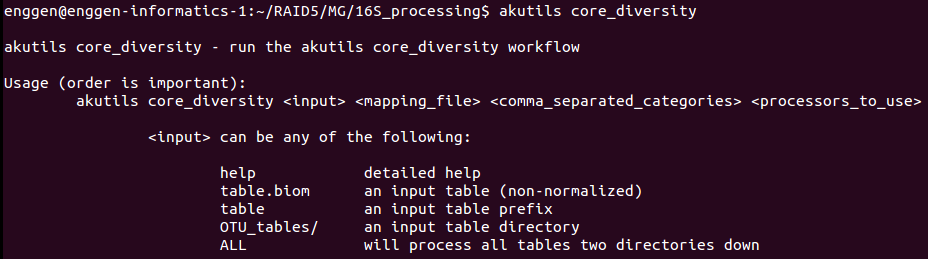 enggen@enggen-informatics-1:~/RAID5/MG/16S_processing$ akutils core_diversity
akutils core_diversity - run the akutils core_diversity workflow
Usage (order is important):
akutils core_diversity <input> <mapping_file> <comma_separated_categories> <processors_to_use>
<input> can be any of the following:
help detailed help
table.biom an input table (non-normalized)
table an input table prefix
OTU_tables/ an input table directory
ALL will process all tables two directories down